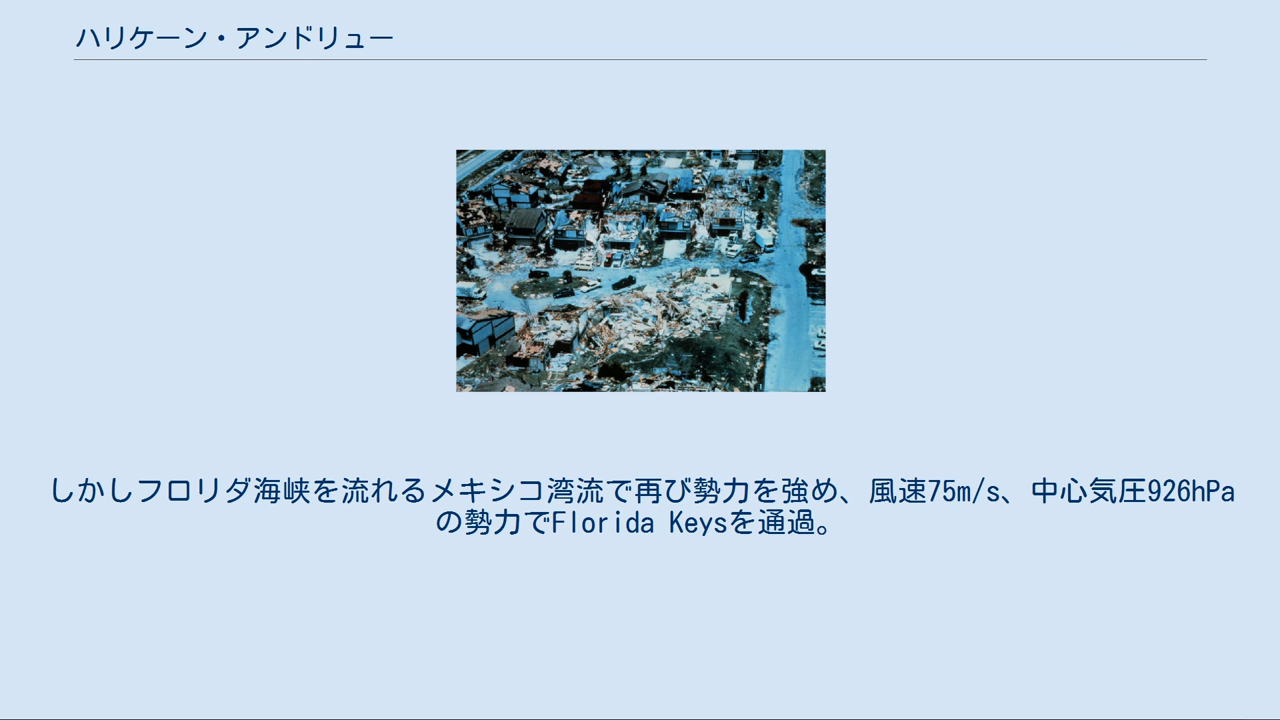 ハリケーン・アンドリュー
しかしフロリダ海峡を流れるメキシコ湾流で再び勢力を強め、風速75m/s、中心気圧926hPa
の勢力でFlorida Keysを通過。